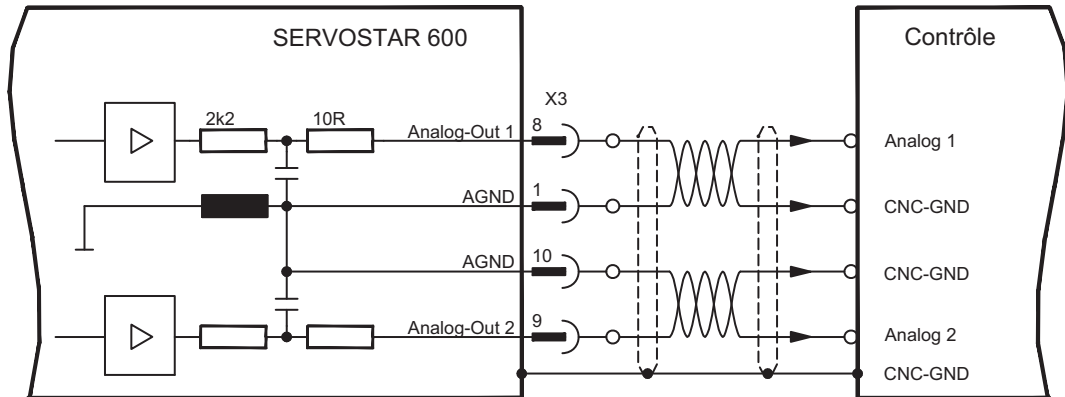 SERVOSTAR 600
Contrôle
X3
2k2
10R
Analog-Out 1
8
Analog 1
AGND
1
CNC-GND
AGND
10
CNC-GND
Analog-Out 2
9
Analog 2
CNC-GND